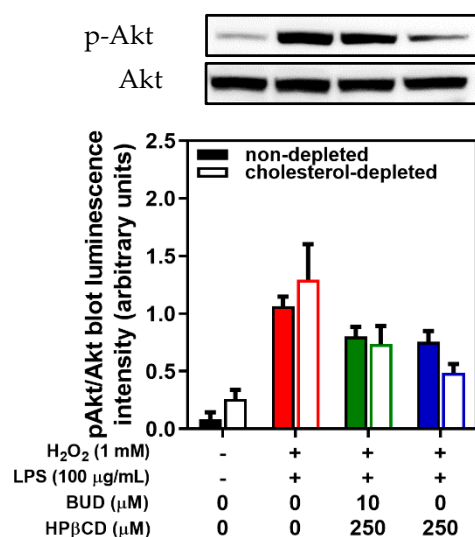 p-Akt
Akt
pAkt/Akt blot luminescence
intensity (arbitrary units)
2.5
2.0
1.5
1.0
0.5
0.0
non-depleted
cholesterol-depleted
H₂O₂ (1 mM) - + + +
LPS (100 μg/mL) - + + +
BUD (μM) 0 0 10 0
HPβCD (μM) 0 0 250 250